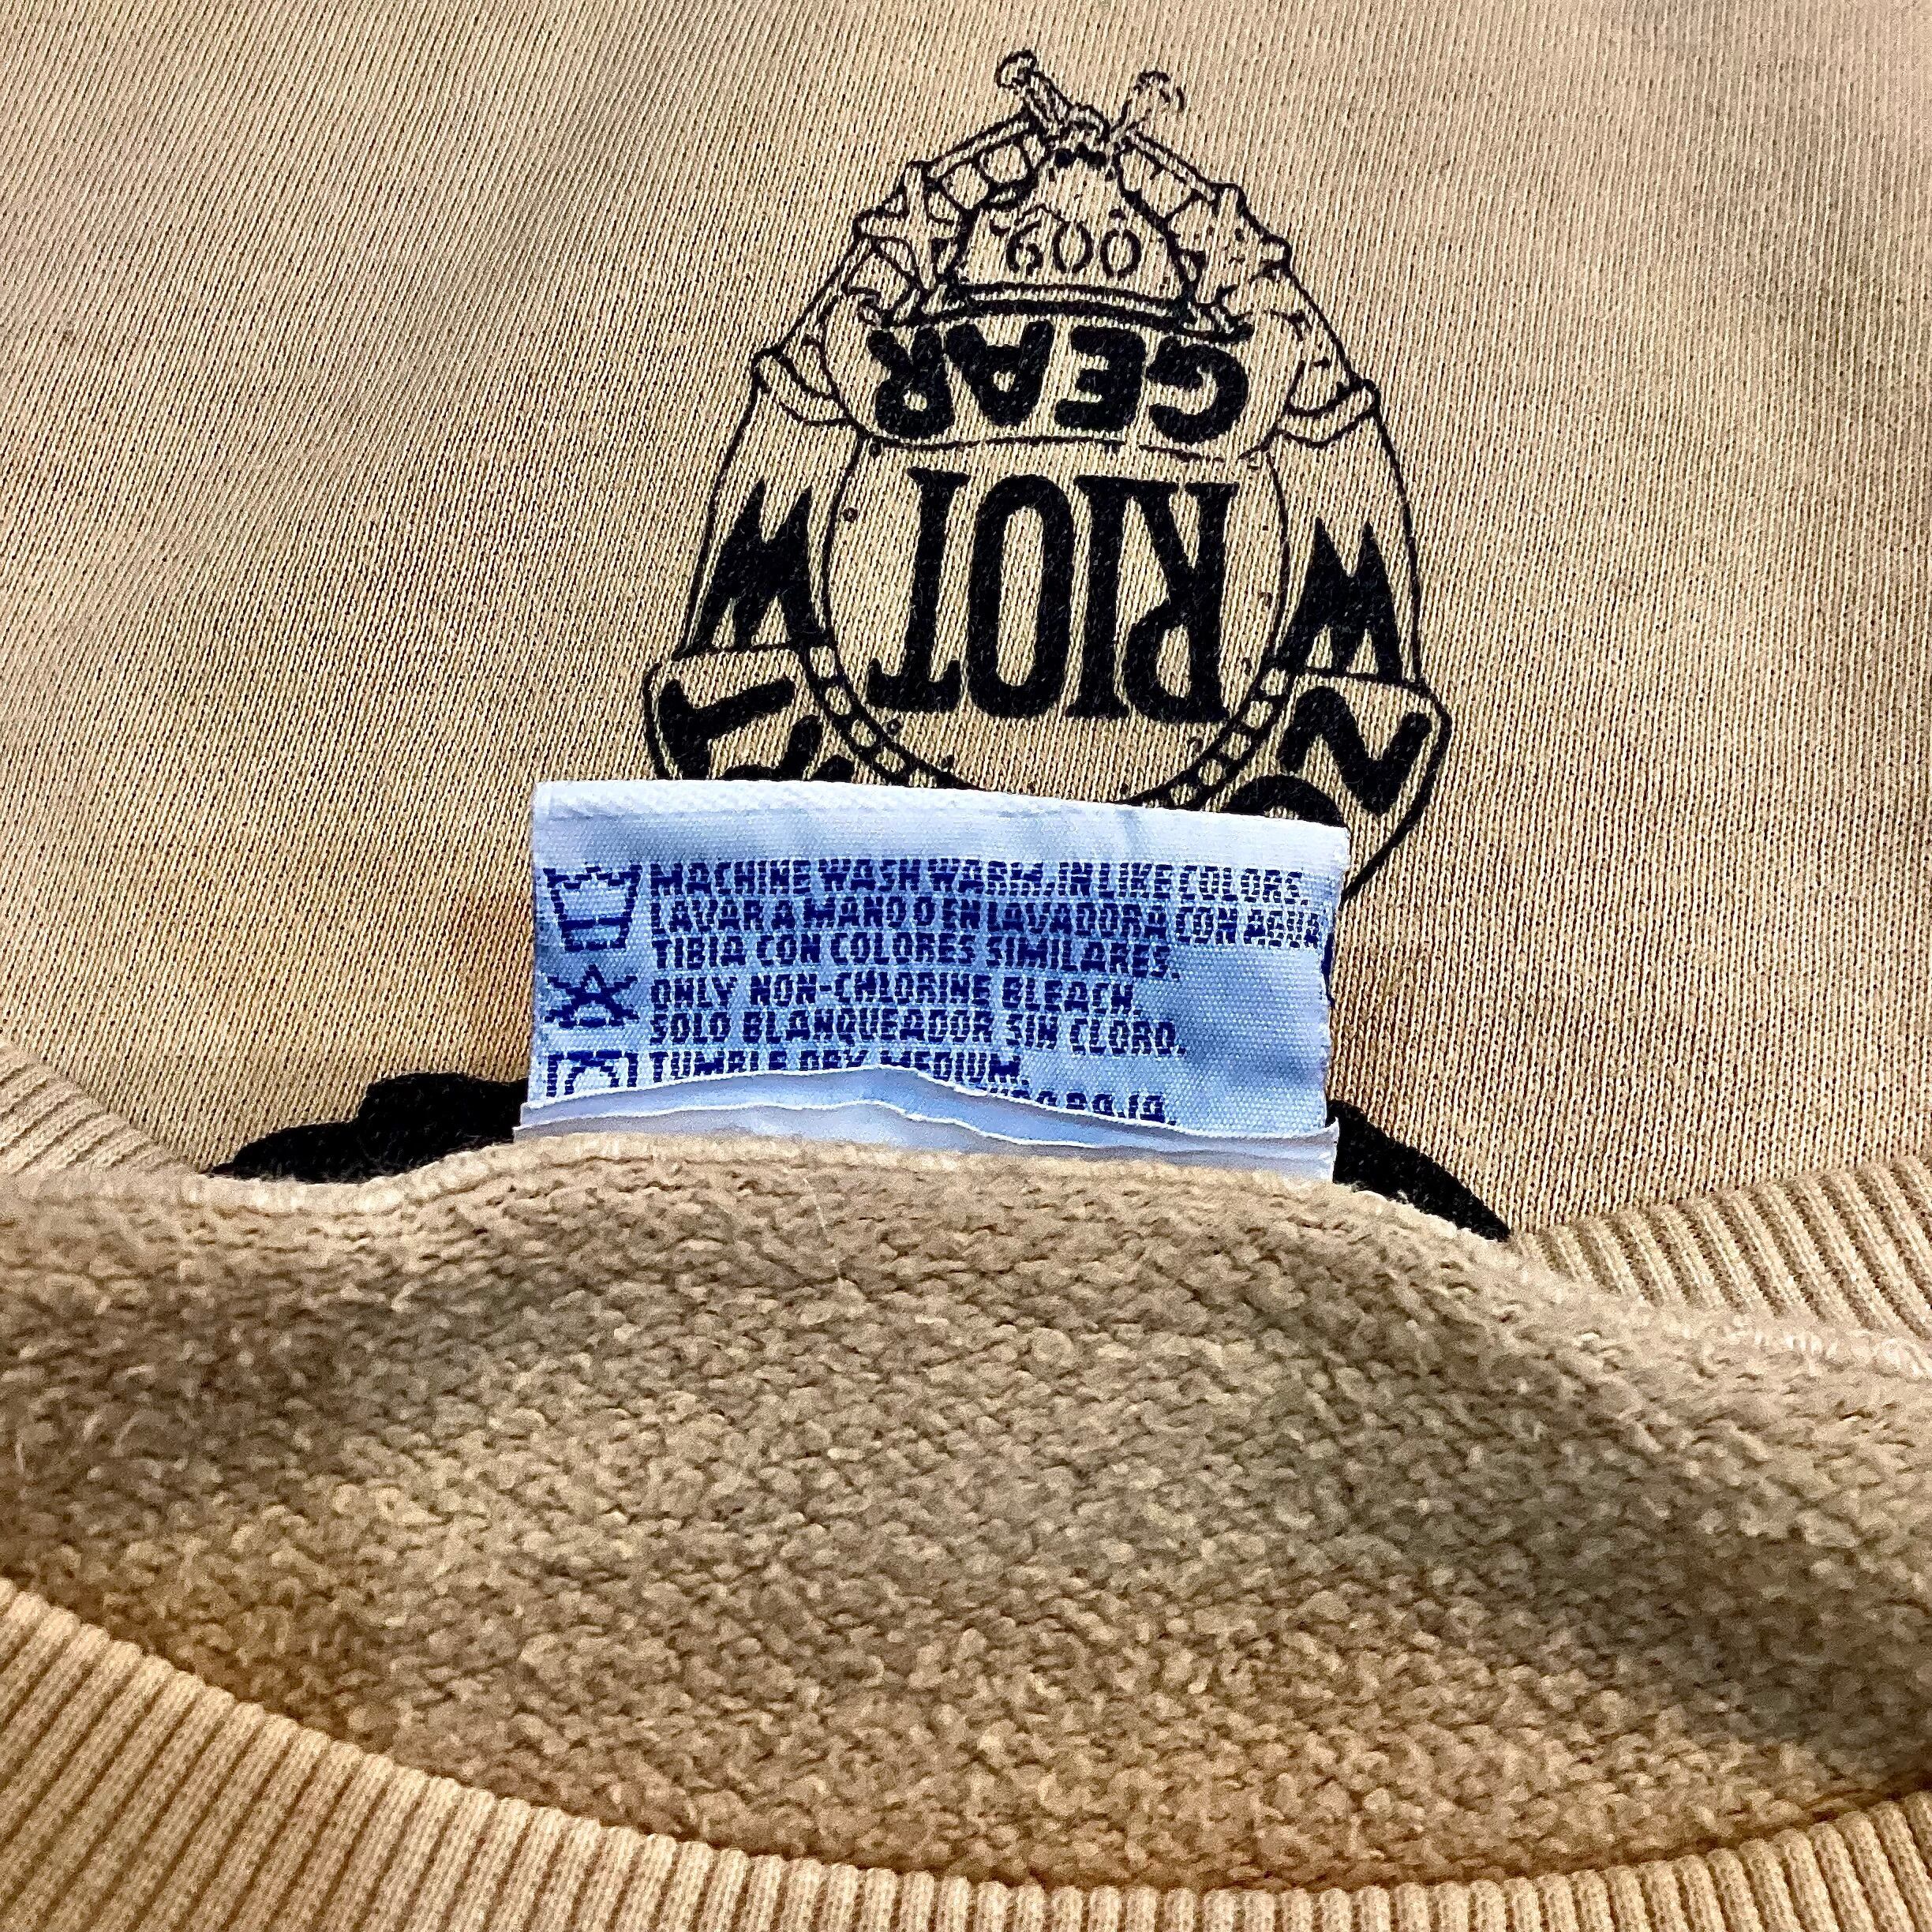 600
GEAR
RIOT
W W
MACHINE WASH WARM, IN LIKE COLORS.
LAVAR A MANO O EN LAVADORA CON AGUA
TIBIA CON COLORES SIMILARES.
ONLY NON-CHLORINE BLEACH.
SOLO BLANQUEADOR SIN CLORO.
TUMBLE DRY MEDIUM.